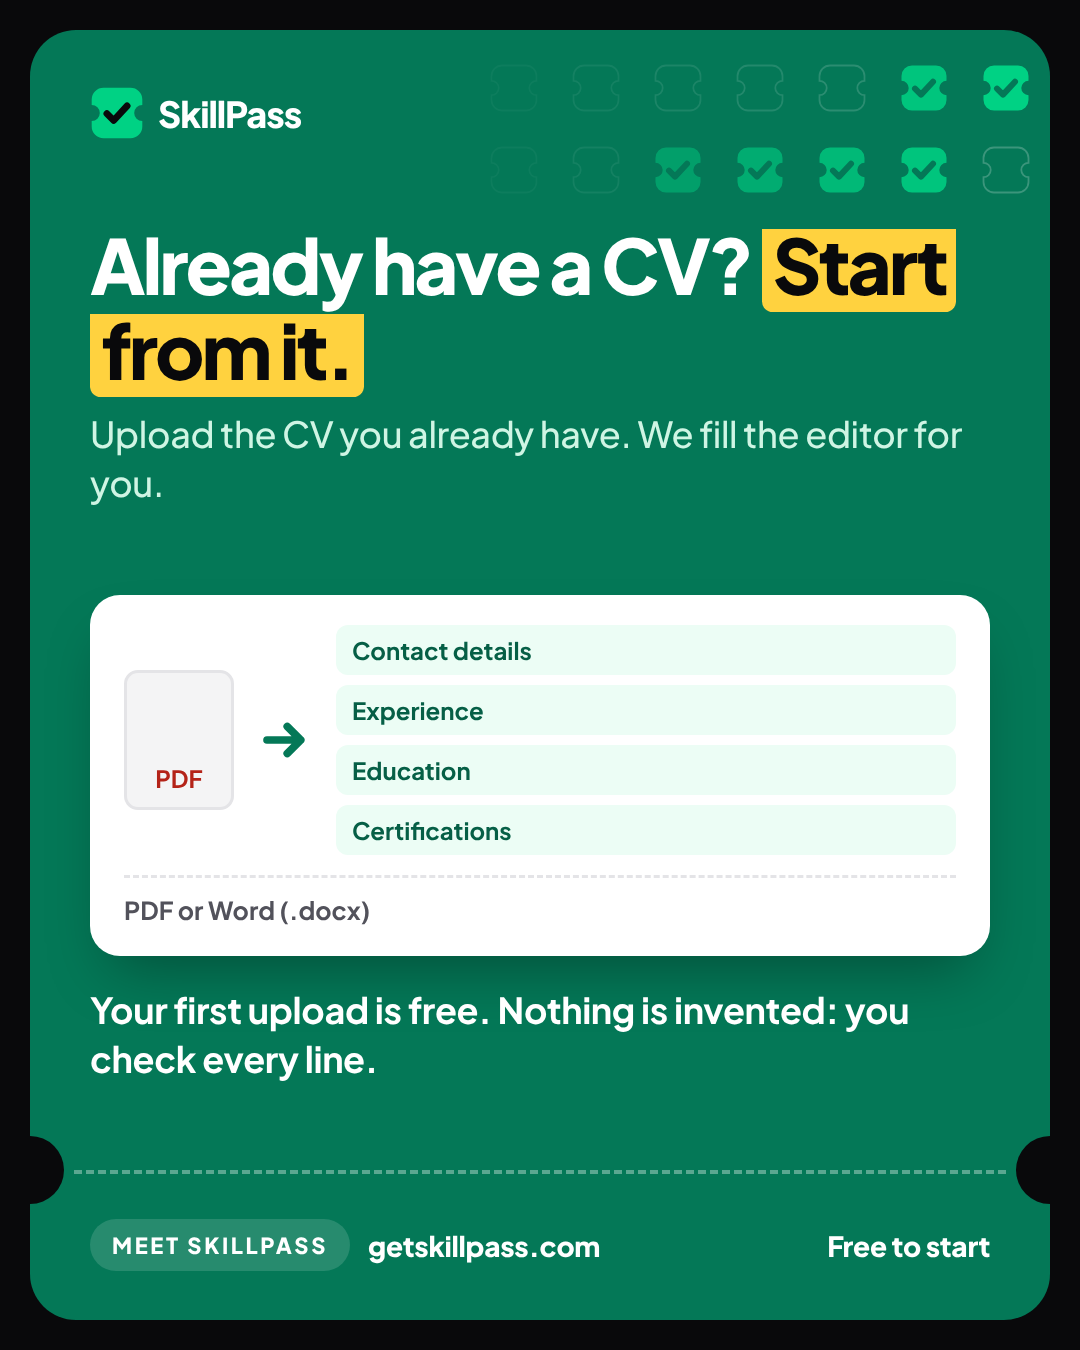 SkillPass
Already have a CV? Start
from it.
Upload the CV you already have. We fill the editor for
you.
Contact details
Experience
Education
Certifications
PDF
PDF or Word (.docx)
Your first upload is free. Nothing is invented: you
check every line.
MEET SKILLPASS
getskillpass.com
Free to start